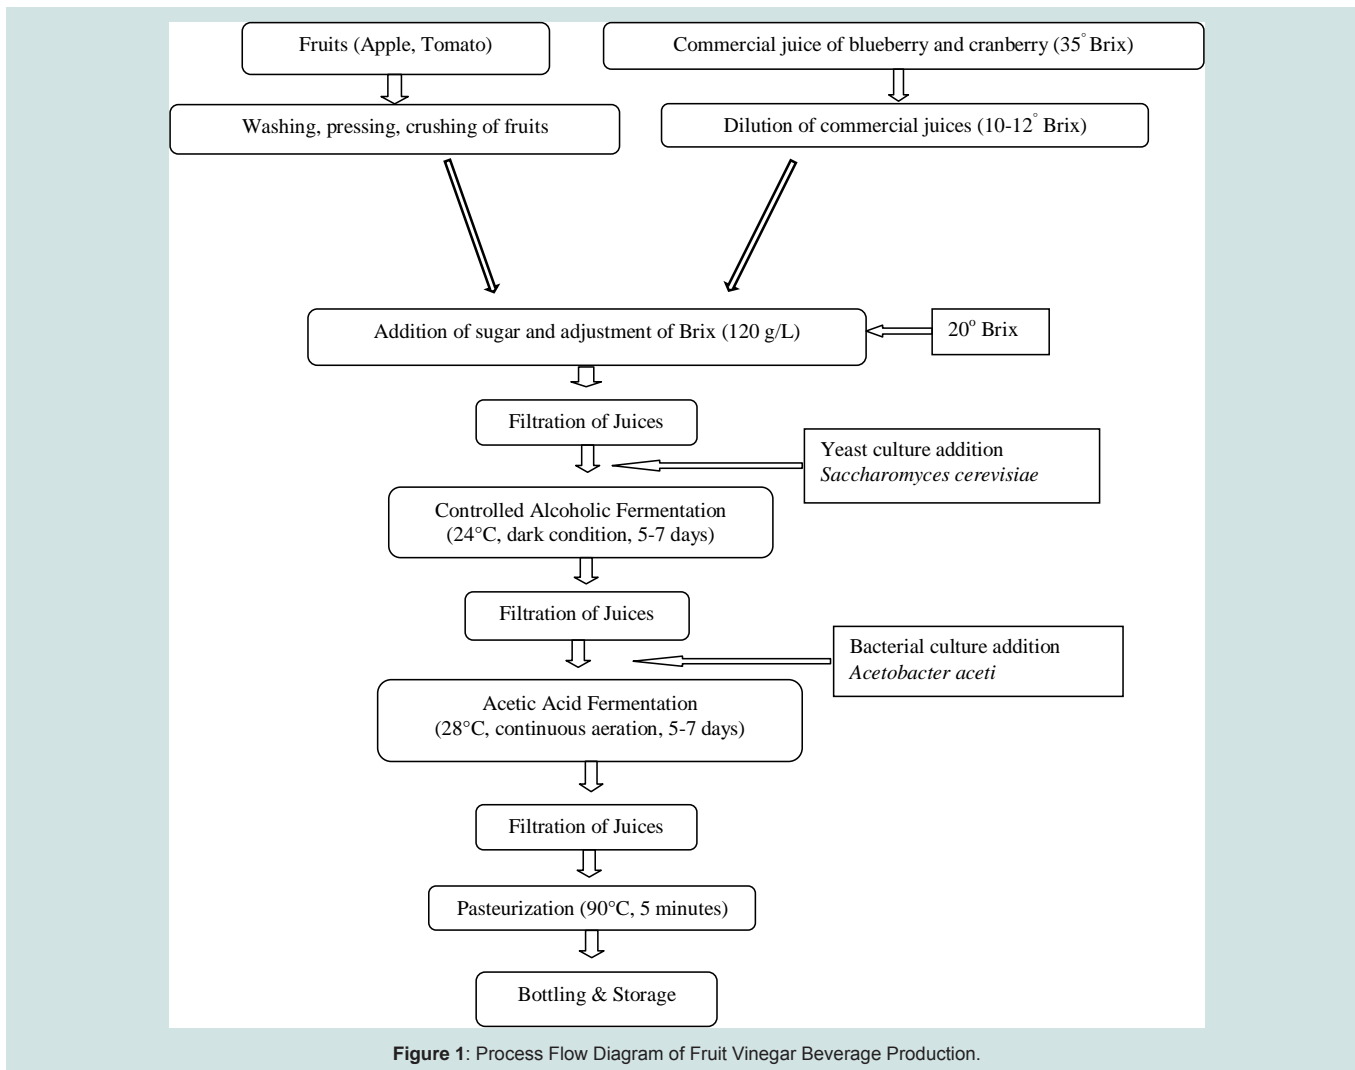 Fruits (Apple, Tomato)
Commercial juice of blueberry and cranberry (35° Brix)
Washing, pressing, crushing of fruits
Dilution of commercial juices (10-12° Brix)
Addition of sugar and adjustment of Brix (120 g/L)
20° Brix
Filtration of Juices
Yeast culture addition
Saccharomyces cerevisiae
Controlled Alcoholic Fermentation
(24°C, dark condition, 5-7 days)
Filtration of Juices
Bacterial culture addition
Acetobacter aceti
Acetic Acid Fermentation
(28°C, continuous aeration, 5-7 days)
Filtration of Juices
Pasteurization (90°C, 5 minutes)
Bottling & Storage
Figure 1: Process Flow Diagram of Fruit Vinegar Beverage Production.